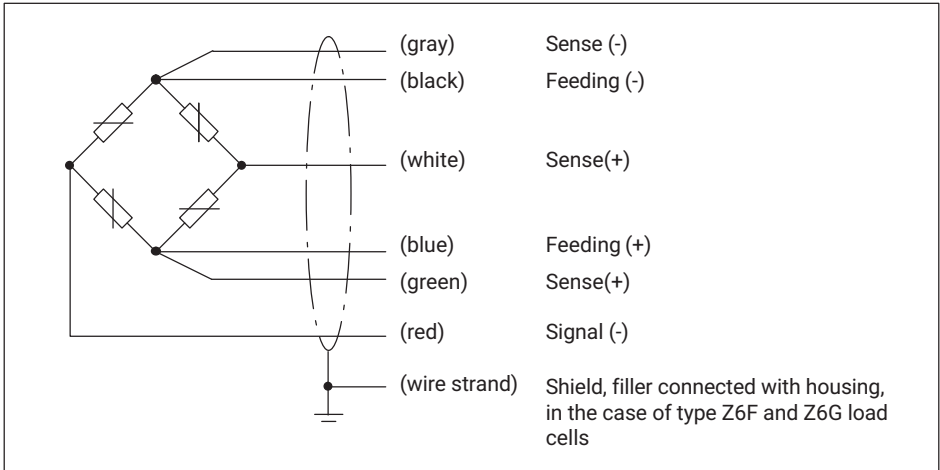 (gray) Sense (-)
(black) Feeding (-)
(white) Sense(+)
(blue) Feeding (+)
(green) Sense(+)
(red) Signal (-)
(wire strand) Shield, filler connected with housing,
in the case of type Z6F and Z6G load
cells